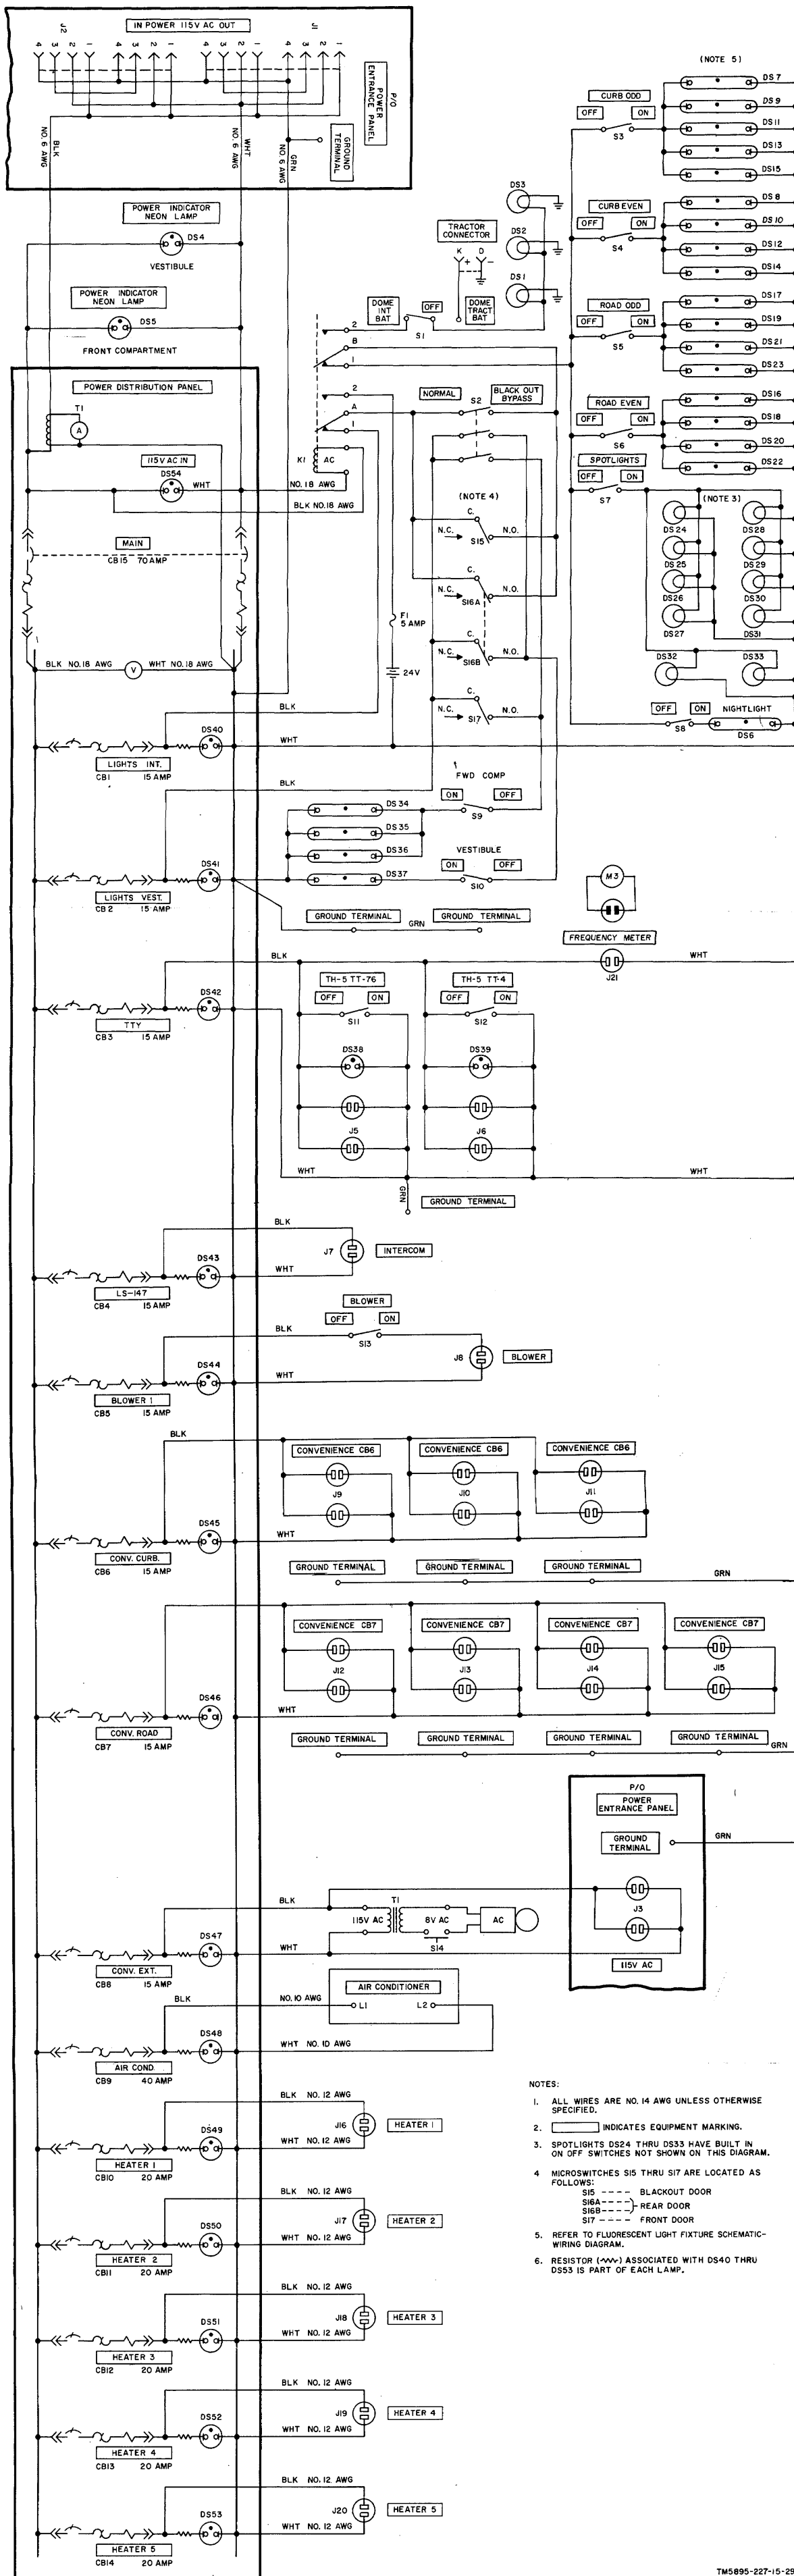 IN POWER 115V AC OUT
J2
J1
4 3 2 1 4 3 2 1 4 3 2 1 4 3 2 1
P/O
POWER
ENTRANCE PANEL
GROUND
TERMINAL
BLK
NO. 6 AWG
WHT
NO. 6 AWG
GRN
NO. 6 AWG
POWER INDICATOR
NEON LAMP
DS4
VESTIBULE
POWER INDICATOR
NEON LAMP
DS5
FRONT COMPARTMENT
POWER DISTRIBUTION PANEL
T1
A
115V AC IN
DS54
WHT
NO. 18 AWG
BLK NO. 18 AWG
MAIN
CB15 70 AMP
BLK NO. 18 AWG
V
WHT NO. 18 AWG
DS3
DS2
DS1
TRACTOR
CONNECTOR
K
D
+
-
DOME
INT
BAT
OFF
DOME
TRACT
BAT
S1
2
B
1
2
A
1
K1
AC
NORMAL
S2
BLACK OUT
BYPASS
(NOTE 4)
C.
N.C.
S15
N.O.
C.
N.C.
S16A
N.O.
C.
N.C.
S16B
N.O.
C.
N.C.
S17
N.O.
F1
5 AMP
24V
(NOTE 5)
CURB ODD
OFF
ON
S3
DS7
DS9
DS11
DS13
DS15
CURB EVEN
OFF
ON
S4
DS8
DS10
DS12
DS14
ROAD ODD
OFF
ON
S5
DS17
DS19
DS21
DS23
ROAD EVEN
OFF
ON
S6
DS16
DS18
DS20
DS22
SPOTLIGHTS
OFF
ON
S7
(NOTE 3)
DS24
DS28
DS25
DS29
DS26
DS30
DS27
DS31
DS32
DS33
OFF
ON
NIGHTLIGHT
S8
DS6
BLK
DS40
WHT
LIGHTS INT.
CB1 15 AMP
BLK
FWD COMP
ON
OFF
S9
DS34
DS35
DS36
DS37
VESTIBULE
ON
OFF
S10
DS41
LIGHTS VEST.
CB2 15 AMP
GROUND TERMINAL
GRN
GROUND TERMINAL
M3
FREQUENCY METER
J21
WHT
BLK
DS42
TTY
CB3 15 AMP
TH-5 TT-76
OFF
ON
S11
DS38
J5
TH-5 TT-4
OFF
ON
S12
DS39
J6
WHT
WHT
GRN
GROUND TERMINAL
BLK
J7
INTERCOM
DS43
WHT
LS-147
CB4 15 AMP
BLOWER
OFF
ON
BLK
S13
J8
BLOWER
DS44
WHT
BLOWER 1
CB5 15 AMP
BLK
CONVENIENCE CB6
CONVENIENCE CB6
CONVENIENCE CB6
J9
J10
J11
DS45
WHT
CONV. CURB.
CB6 15 AMP
GROUND TERMINAL
GROUND TERMINAL
GROUND TERMINAL
GRN
BLK
CONVENIENCE CB7
CONVENIENCE CB7
CONVENIENCE CB7
CONVENIENCE CB7
J12
J13
J14
J15
DS46
WHT
CONV. ROAD
CB7 15 AMP
GROUND TERMINAL
GROUND TERMINAL
GROUND TERMINAL
GROUND TERMINAL
GRN
P/O
POWER
ENTRANCE PANEL
GROUND
TERMINAL
GRN
J3
115V AC
BLK
T1
115V AC
8V AC
AC
S14
DS47
WHT
CONV. EXT.
CB8 15 AMP
AIR CONDITIONER
L1
L2
BLK
NO. 10 AWG
DS48
WHT NO. 10 AWG
AIR COND.
CB9 40 AMP
BLK NO. 12 AWG
J16
HEATER 1
DS49
WHT NO. 12 AWG
HEATER 1
CB10 20 AMP
BLK NO. 12 AWG
J17
HEATER 2
DS50
WHT NO. 12 AWG
HEATER 2
CB11 20 AMP
BLK NO. 12 AWG
J18
HEATER 3
DS51
WHT NO. 12 AWG
HEATER 3
CB12 20 AMP
BLK NO. 12 AWG
J19
HEATER 4
DS52
WHT NO. 12 AWG
HEATER 4
CB13 20 AMP
BLK NO. 12 AWG
J20
HEATER 5
DS53
WHT NO. 12 AWG
HEATER 5
CB14 20 AMP
NOTES:
1. ALL WIRES ARE NO. 14 AWG UNLESS OTHERWISE
SPECIFIED.
2. INDICATES EQUIPMENT MARKING.
3. SPOTLIGHTS DS24 THRU DS33 HAVE BUILT IN
ON OFF SWITCHES NOT SHOWN ON THIS DIAGRAM.
4 MICROSWITCHES S15 THRU S17 ARE LOCATED AS
FOLLOWS:
S15 ---- BLACKOUT DOOR
S16A----
S16B---- REAR DOOR
S17 ---- FRONT DOOR
5. REFER TO FLUORESCENT LIGHT FIXTURE SCHEMATIC-
WIRING DIAGRAM.
6. RESISTOR ( ) ASSOCIATED WITH DS40 THRU
DS53 IS PART OF EACH LAMP.
TM5895-227-15-29